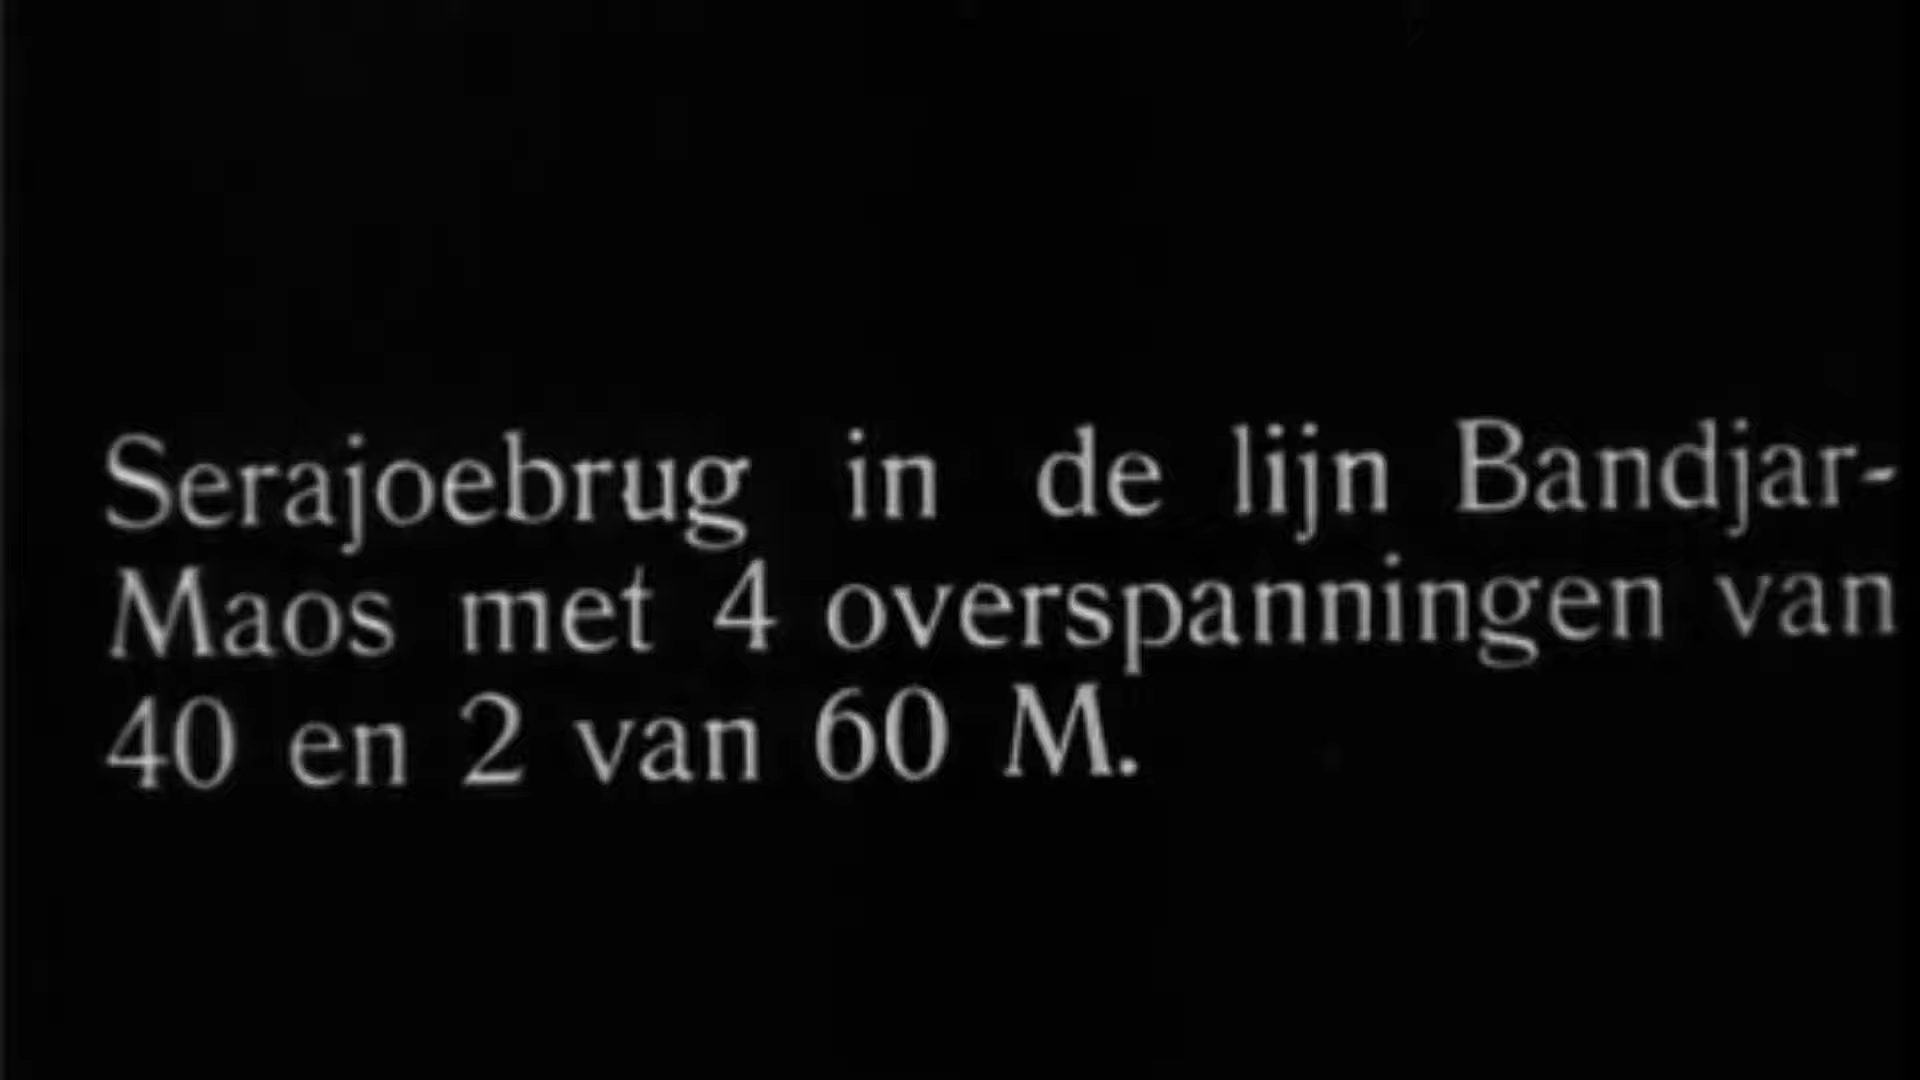 Serajoebrug in de lijn Bandjar-
Maos met 4 overspanningen van
40 en 2 van 60 M.